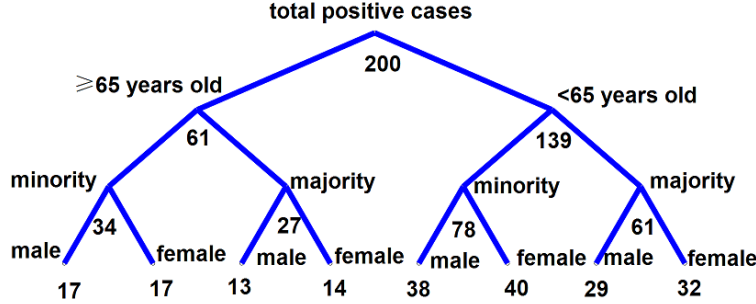 total positive cases
200
⩾65 years old
<65 years old
61
139
minority
majority
minority
majority
34
27
78
61
male
female
male
female
male
female
male
female
17
17
13
14
38
40
29
32